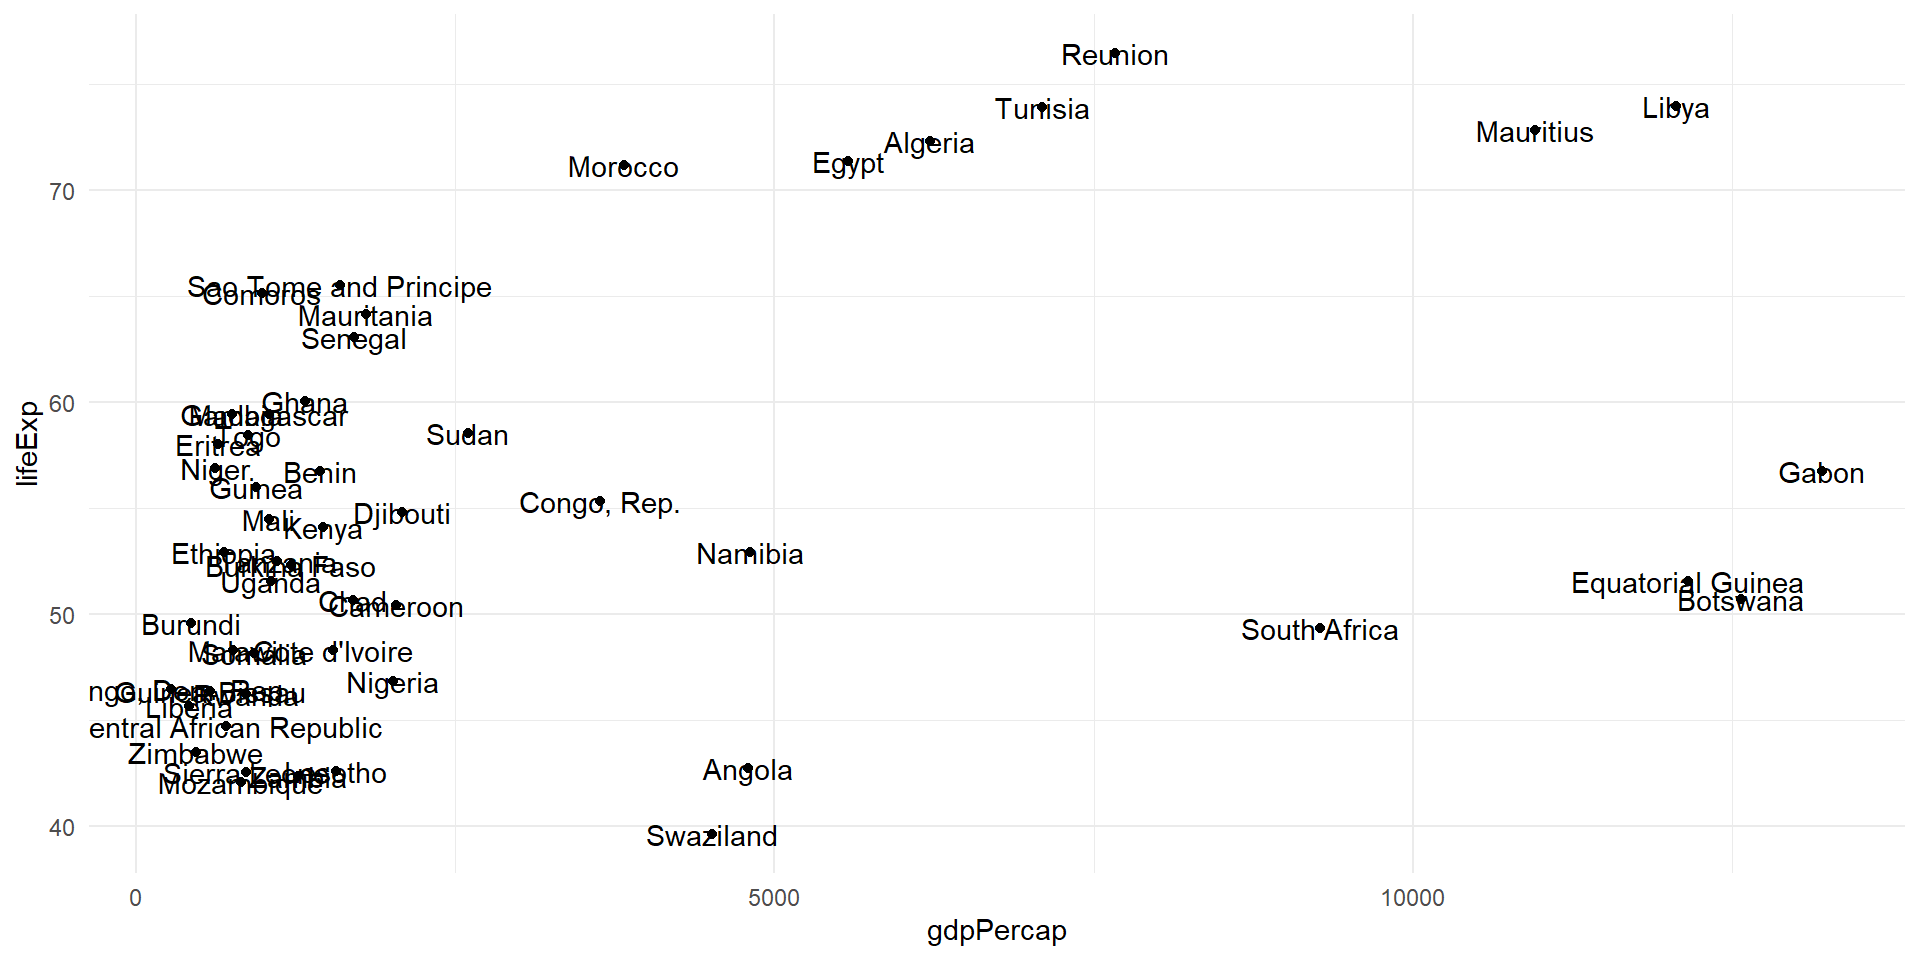 Reunion
Tunisia
Libya
Mauritius
Algeria
Egypt
Morocco
70
Sao Tome and Principe
Comoros
Mauritania
Senegal
60
Ghana
Gambia
Madagascar
Togo
Sudan
Eritrea
Niger
Benin
Gabon
Guinea
Congo, Rep.
Djibouti
Mali
Kenya
Ethiopia
Namibia
Tanzania
Burkina Faso
Uganda
Equatorial Guinea
Chad
Cameroon
Botswana
50
Burundi
South Africa
Malawi
Cote d'Ivoire
Somalia
Nigeria
ngo, Dem. Rep.
Guinea-Bissau
Rwanda
Liberia
entral African Republic
Zimbabwe
Sierra Leone
Lesotho
Zambia
Mozambique
Angola
Swaziland
40
0
5000
10000
gdpPercap
lifeExp